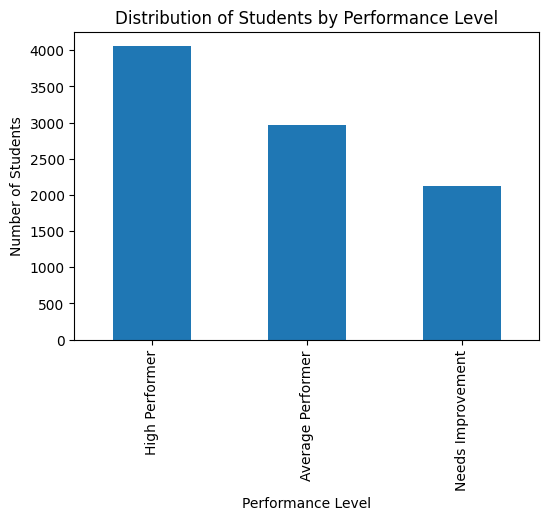 Distribution of Students by Performance Level
Number of Students
4000
3500
3000
2500
2000
1500
1000
500
0
High Performer
Average Performer
Needs Improvement
Performance Level